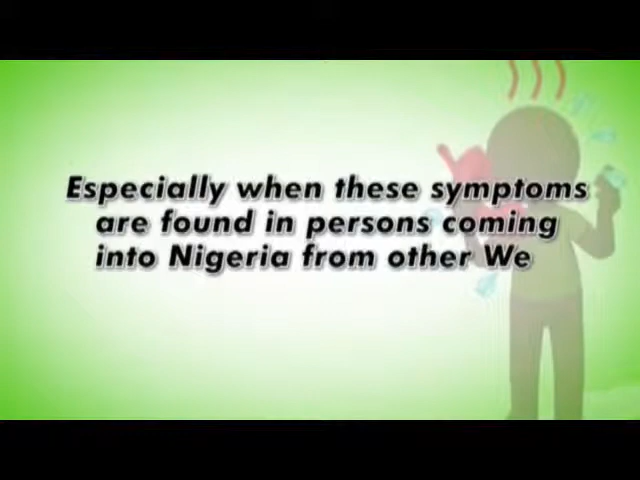 Especially when these symptoms
are found in persons coming
into Nigeria from other We